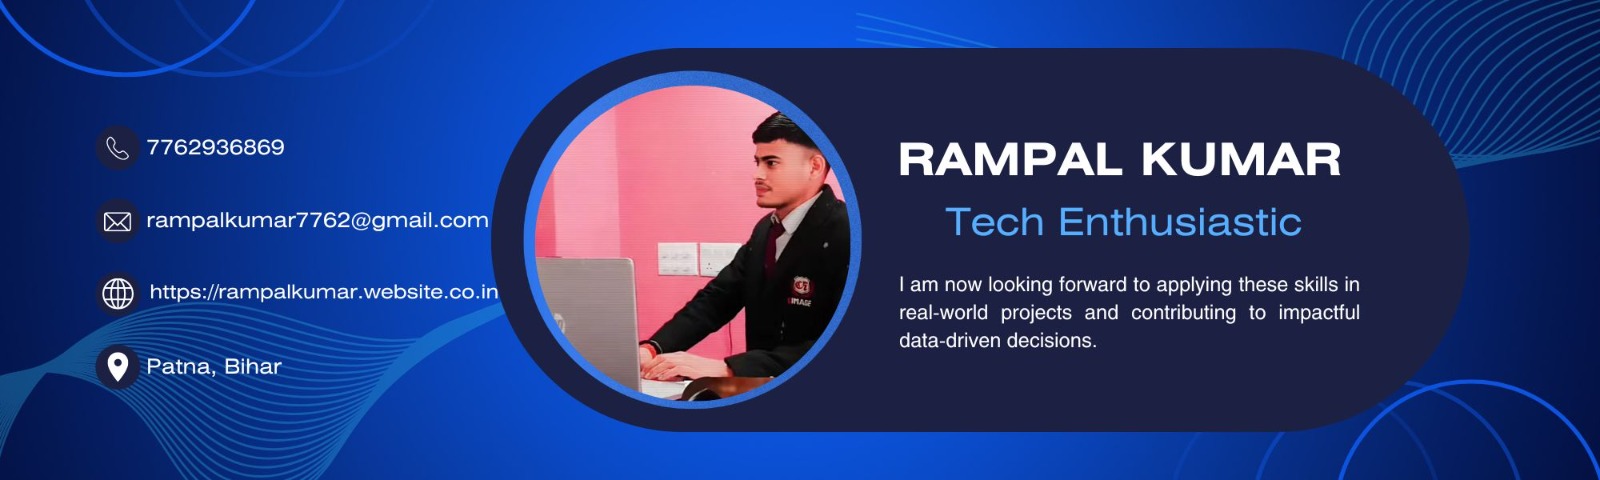 7762936869
rampalkumar7762@gmail.com
https://rampalkumar.website.co.in
Patna, Bihar
IMAGE
RAMPAL KUMAR
Tech Enthusiastic
I am now looking forward to applying these skills in
real-world projects and contributing to impactful
data-driven decisions.